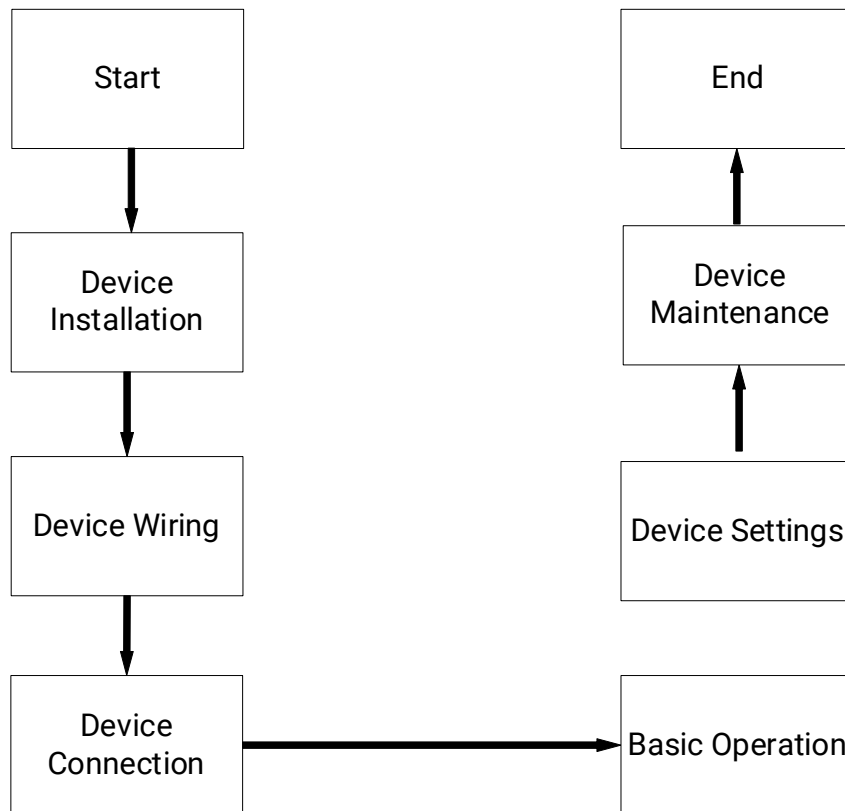 Start
Device
Installation
Device Wiring
Device
Connection
Basic Operation
Device Settings
Device
Maintenance
End